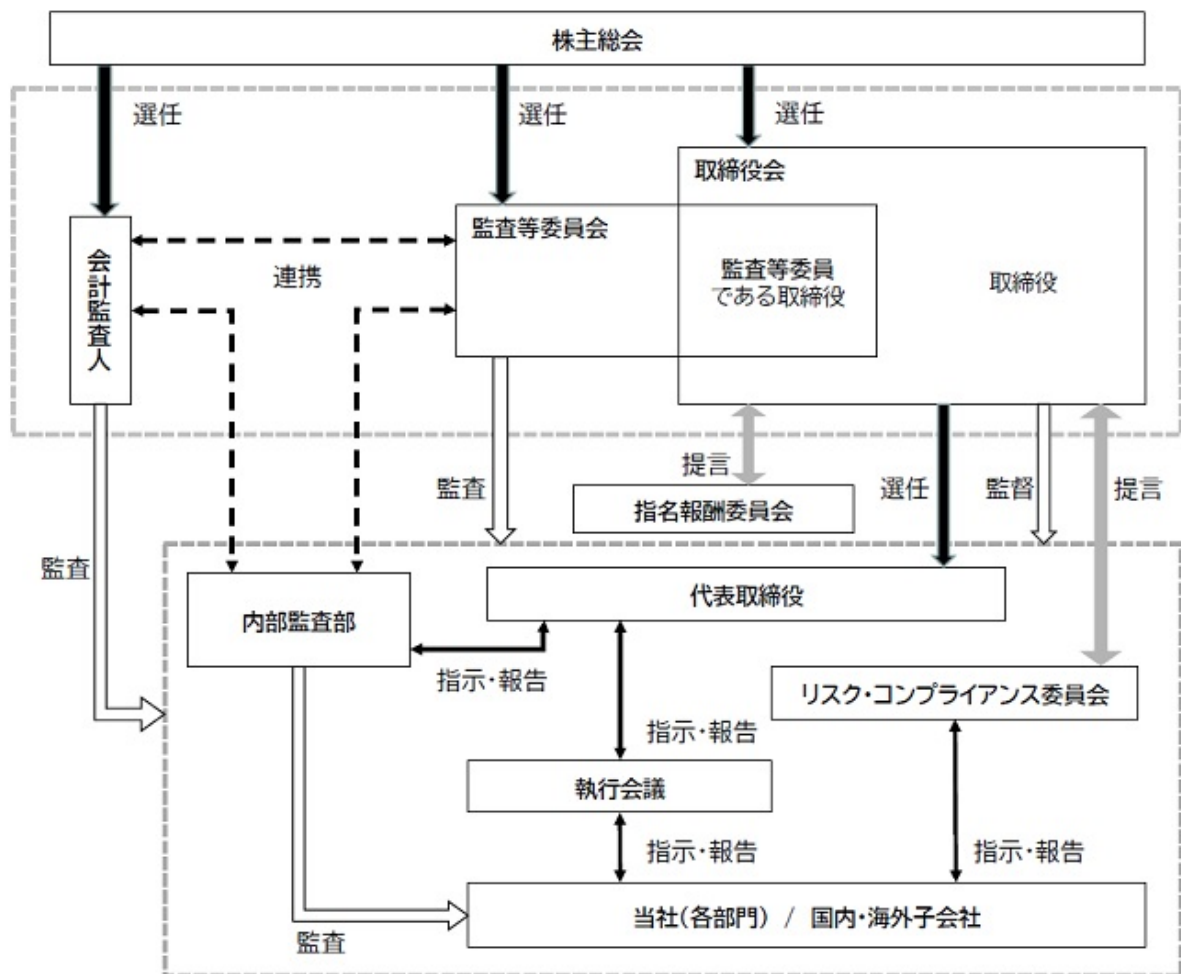 株主総会
選任
選任
選任
取締役会
監査等委員会
会計監査人
連携
監査等委員
である取締役
取締役
提言
監査
選任
監督
提言
指名報酬委員会
監査
代表取締役
内部監査部
指示・報告
リスク・コンプライアンス委員会
指示・報告
執行会議
指示・報告
指示・報告
当社(各部門) / 国内・海外子会社
監査